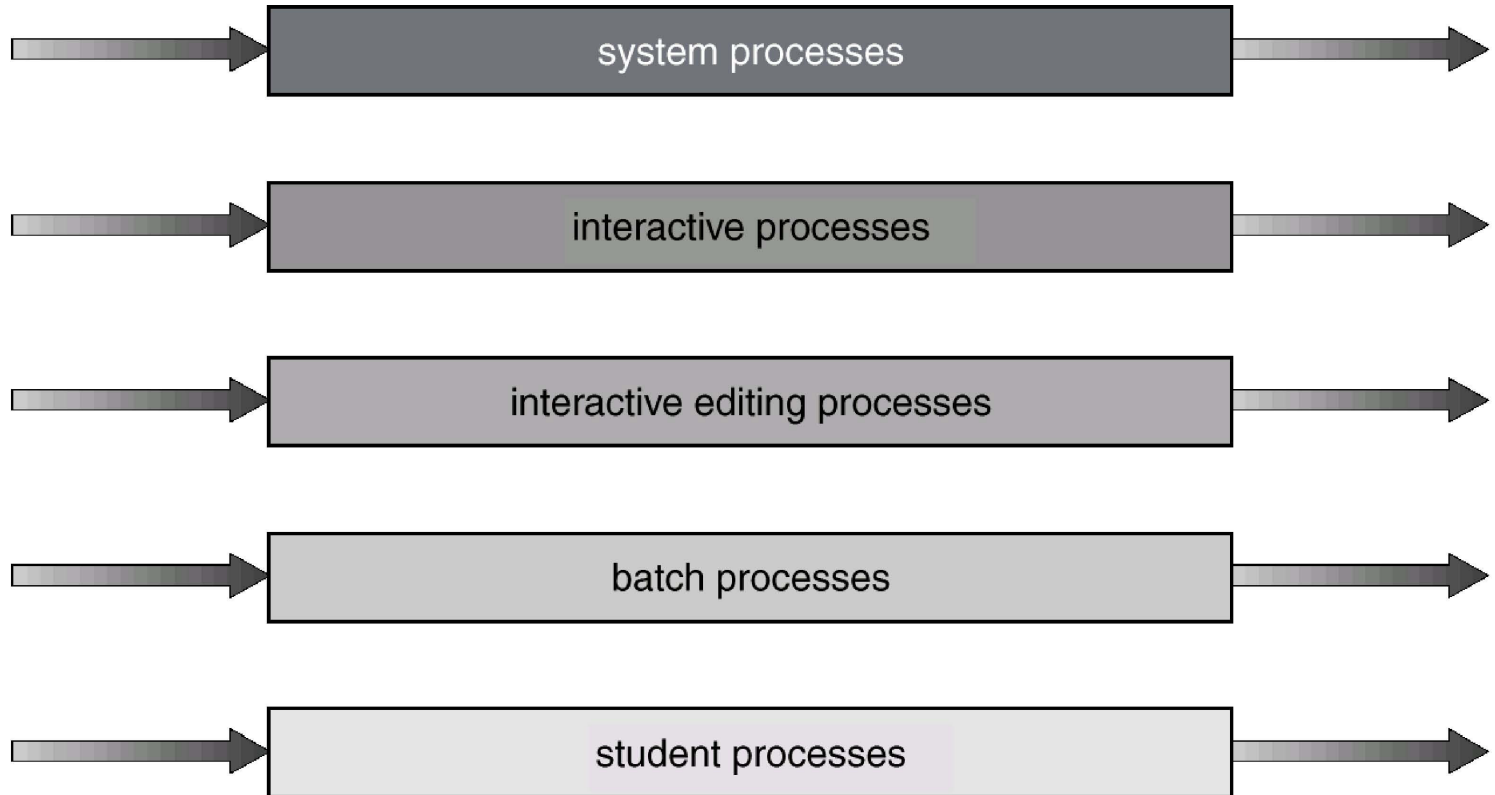 system processes
interactive processes
interactive editing processes
batch processes
student processes